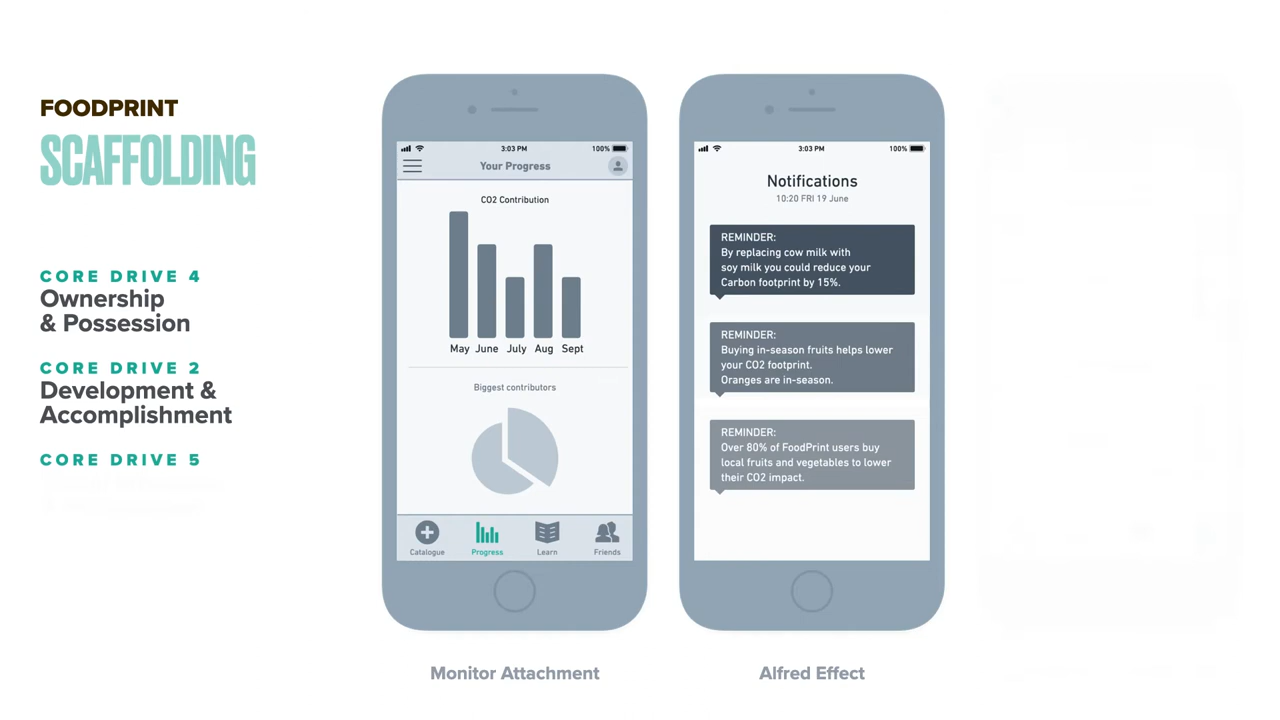 FOODPRINT
SCAFFOLDING
CORE DRIVE 4
Ownership
& Possession
CORE DRIVE 2
Development &
Accomplishment
CORE DRIVE 5
3:03 PM
100%
Your Progress
CO2 Contribution
May June July Aug Sept
Biggest contributors
Catalogue Progress Learn Friends
Monitor Attachment
3:03 PM
100%
Notifications
10:20 FRI 19 June
REMINDER:
By replacing cow milk with
soy milk you could reduce your
Carbon footprint by 15%.
REMINDER:
Buying in-season fruits helps lower
your CO2 footprint.
Oranges are in-season.
REMINDER:
Over 80% of FoodPrint users buy
local fruits and vegetables to lower
their CO2 impact.
Alfred Effect